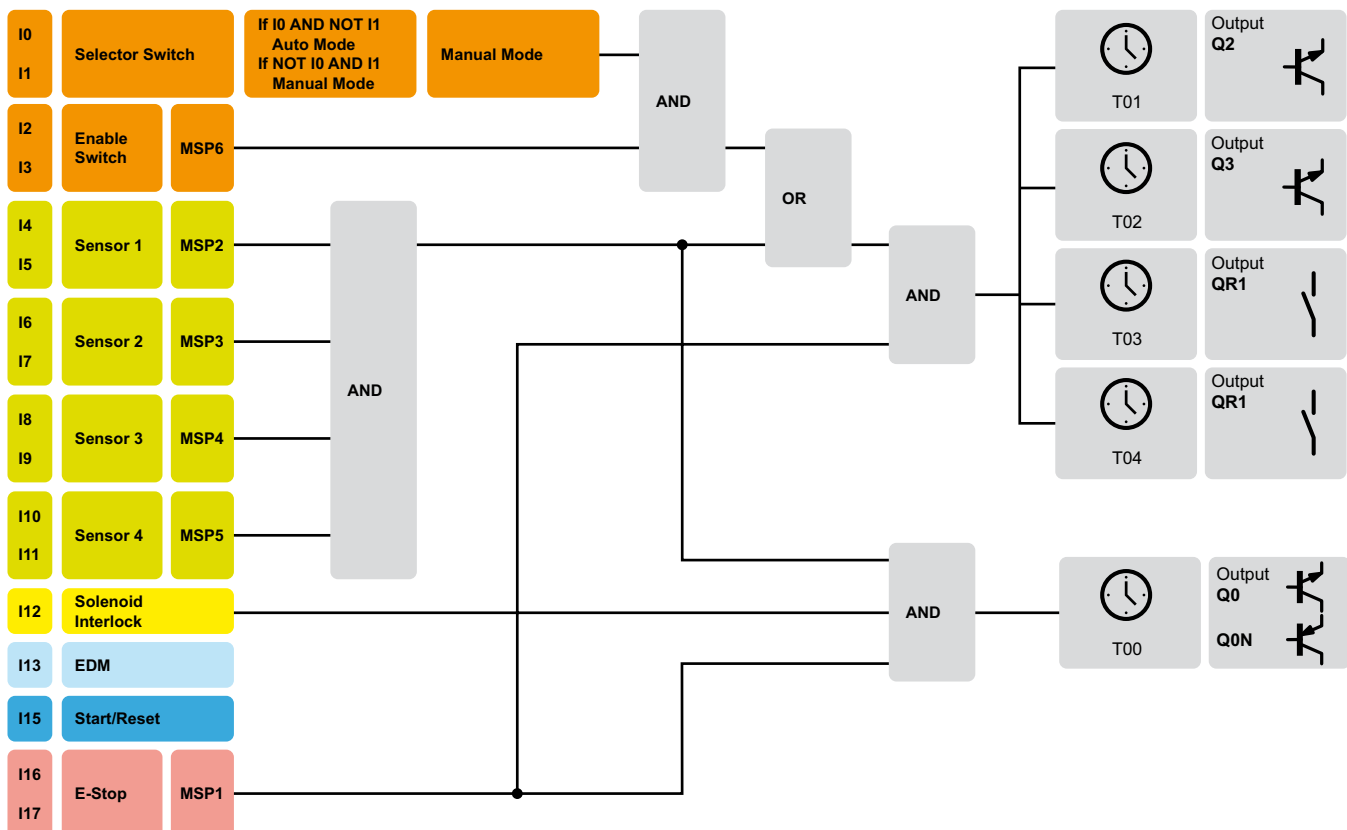 I0
I1
Selector Switch
If I0 AND NOT I1
Auto Mode
If NOT I0 AND I1
Manual Mode
Manual Mode
AND
I2
I3
Enable
Switch
MSP6
OR
I4
I5
Sensor 1
MSP2
I6
I7
Sensor 2
MSP3
I8
I9
Sensor 3
MSP4
I10
I11
Sensor 4
MSP5
AND
AND
I12
Solenoid
Interlock
I13
EDM
I15
Start/Reset
I16
I17
E-Stop
MSP1
AND
T01
Output
Q2
T02
Output
Q3
T03
Output
QR1
T04
Output
QR1
T00
Output
Q0
Q0N